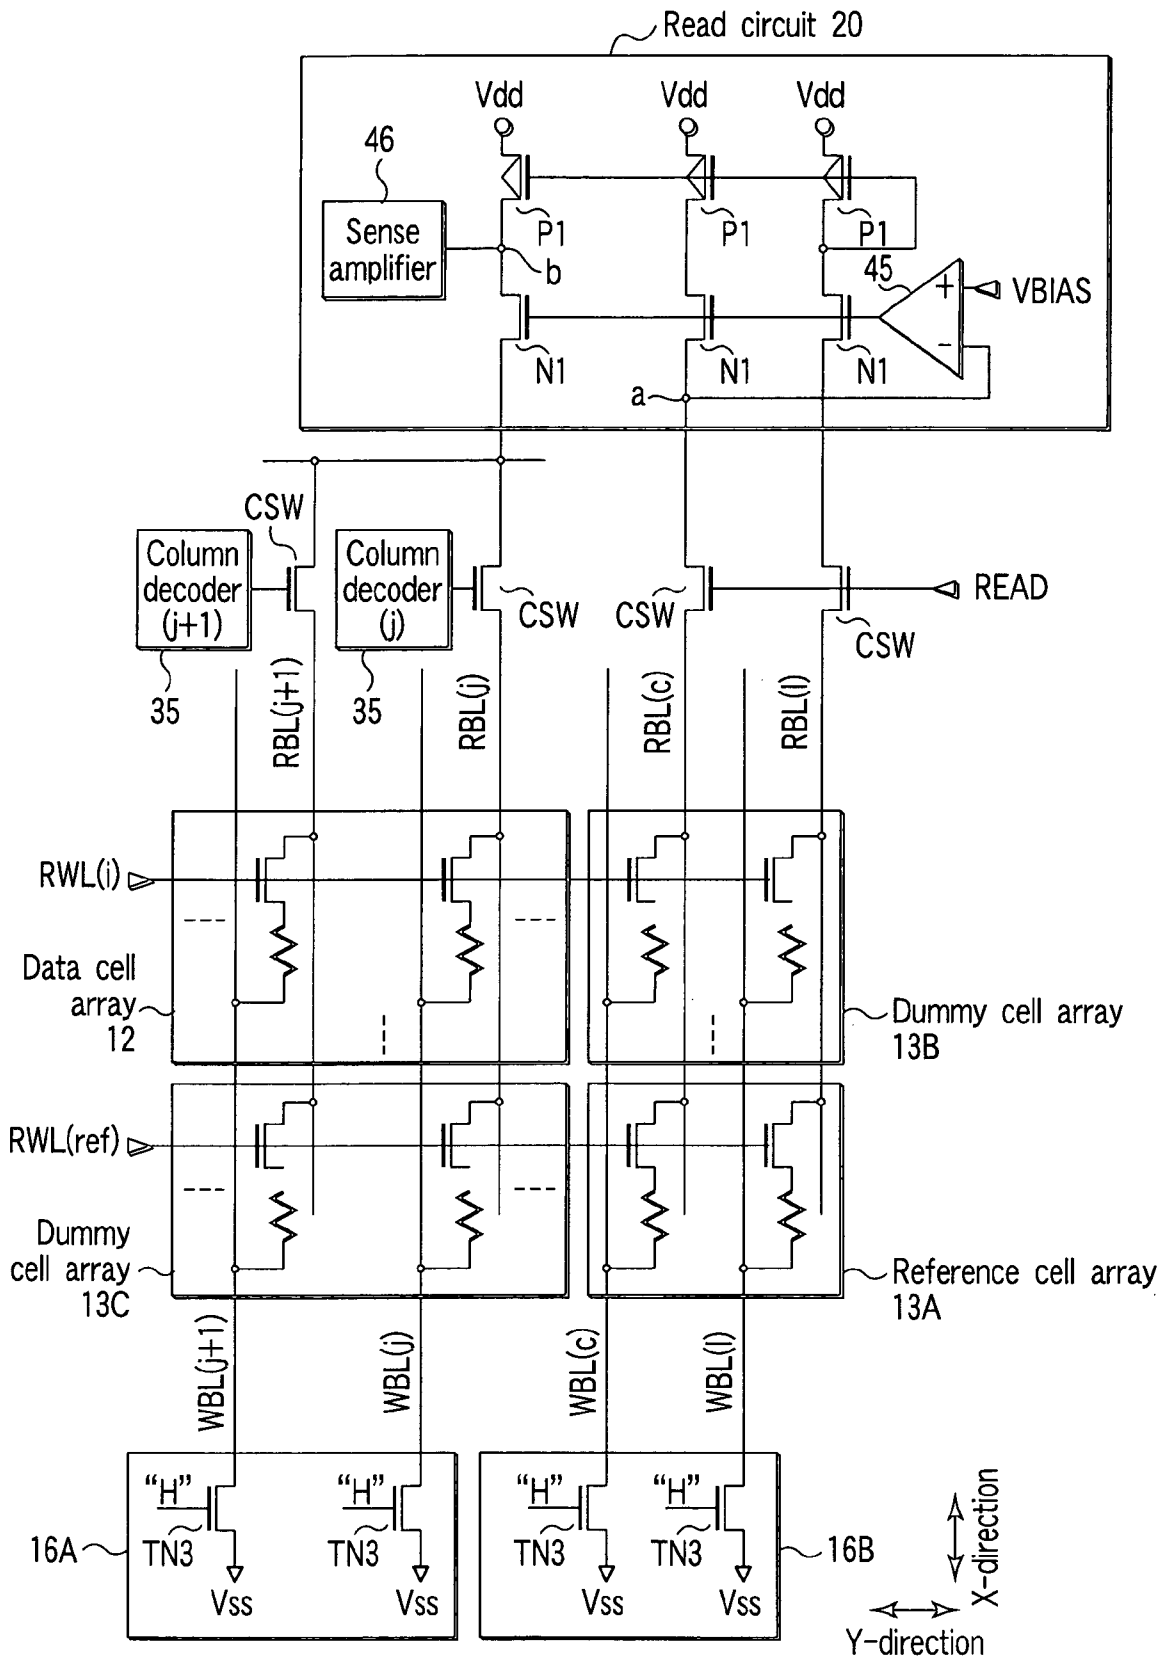 Read circuit 20
Vdd
Vdd
Vdd
46
Sense
amplifier
P1
P1
P1
b
45
+
VBIAS
-
N1
N1
N1
a
CSW
Column
decoder
(j+1)
Column
decoder
(j)
CSW
CSW
READ
CSW
35
35
RBL(j+1)
RBL(j)
RBL(c)
RBL(l)
RWL(i)
Data cell
array
12
Dummy cell array
13B
RWL(ref)
Dummy
cell array
13C
Reference cell array
13A
WBL(j+1)
WBL(j)
WBL(c)
WBL(l)
“H”
“H”
“H”
“H”
16A
TN3
TN3
TN3
TN3
16B
Vss
Vss
Vss
Vss
X-direction
Y-direction